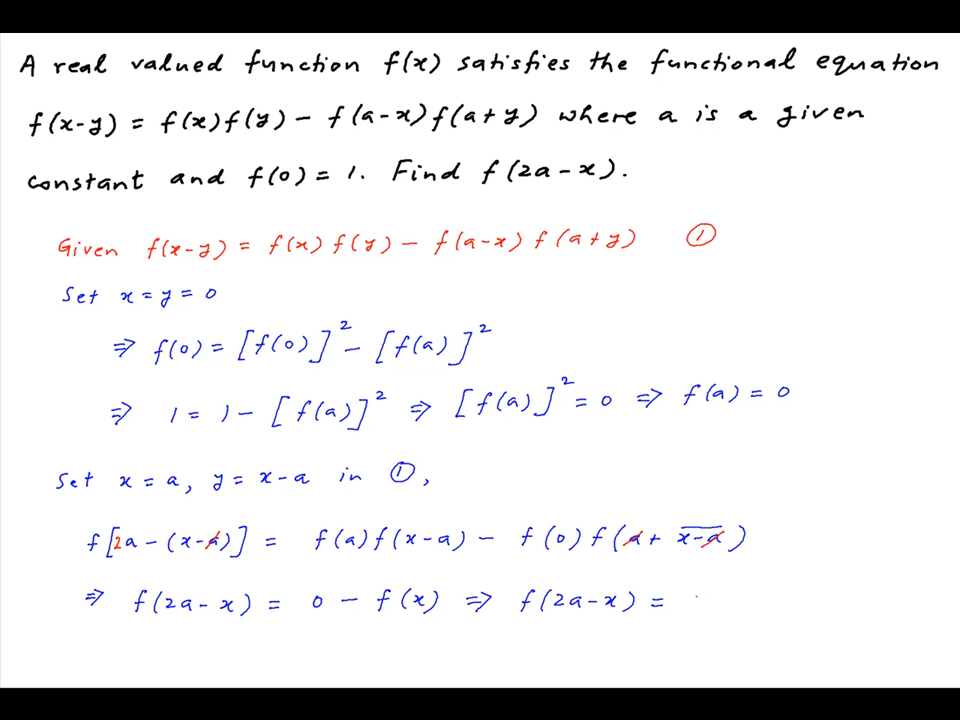 A real valued function f(x) satisfies the functional equation
f(x-y) = f(x)f(y) - f(a-x)f(a+y) where a is a given
constant and f(0) = 1. Find f(2a-x).
Given f(x-y) = f(x) f(y) - f(a-x) f(a+y) ①
Set x = y = 0
⇒ f(0) = [f(0)]² - [f(a)]²
⇒ 1 = 1 - [f(a)]² ⇒ [f(a)]² = 0 ⇒ f(a) = 0
Set x = a, y = x-a in ①,
f[2a - (x-a)] = f(a)f(x-a) - f(0)f(a + x-a)
⇒ f(2a-x) = 0 - f(x) ⇒ f(2a-x) =